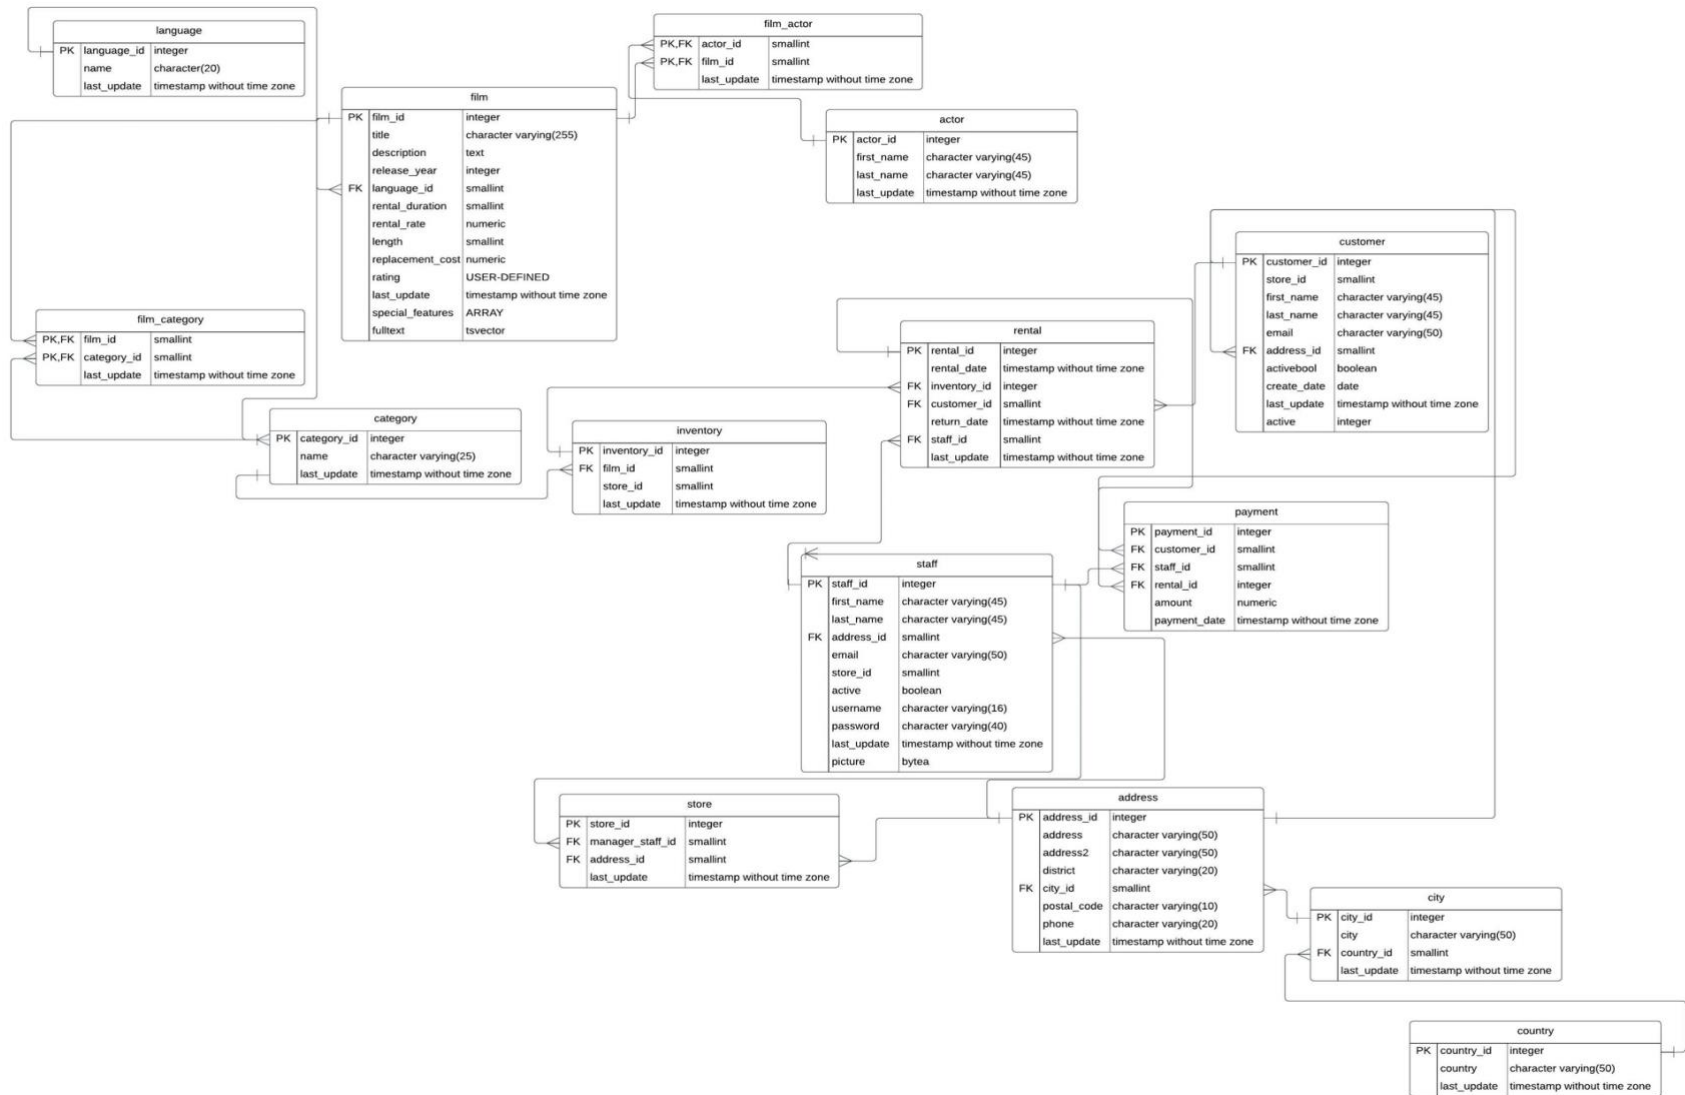 language
PK language_id integer
name character(20)
last_update timestamp without time zone
film_actor
PK,FK actor_id smallint
PK,FK film_id smallint
last_update timestamp without time zone
film
PK film_id integer
title character varying(255)
description text
release_year integer
FK language_id smallint
rental_duration smallint
rental_rate numeric
length smallint
replacement_cost numeric
rating USER-DEFINED
last_update timestamp without time zone
special_features ARRAY
fulltext tsvector
actor
PK actor_id integer
first_name character varying(45)
last_name character varying(45)
last_update timestamp without time zone
customer
PK customer_id integer
store_id smallint
first_name character varying(45)
last_name character varying(45)
email character varying(50)
FK address_id smallint
activebool boolean
create_date date
last_update timestamp without time zone
active integer
film_category
PK,FK film_id smallint
PK,FK category_id smallint
last_update timestamp without time zone
rental
PK rental_id integer
rental_date timestamp without time zone
FK inventory_id integer
FK customer_id smallint
return_date timestamp without time zone
FK staff_id smallint
last_update timestamp without time zone
category
PK category_id integer
name character varying(25)
last_update timestamp without time zone
inventory
PK inventory_id integer
FK film_id smallint
store_id smallint
last_update timestamp without time zone
payment
PK payment_id integer
FK customer_id smallint
FK staff_id smallint
FK rental_id integer
amount numeric
payment_date timestamp without time zone
staff
PK staff_id integer
first_name character varying(45)
last_name character varying(45)
FK address_id smallint
email character varying(50)
store_id smallint
active boolean
username character varying(16)
password character varying(40)
last_update timestamp without time zone
picture bytea
store
PK store_id integer
FK manager_staff_id smallint
FK address_id smallint
last_update timestamp without time zone
address
PK address_id integer
address character varying(50)
address2 character varying(50)
district character varying(20)
FK city_id smallint
postal_code character varying(10)
phone character varying(20)
last_update timestamp without time zone
city
PK city_id integer
city character varying(50)
FK country_id smallint
last_update timestamp without time zone
country
PK country_id integer
country character varying(50)
last_update timestamp without time zone